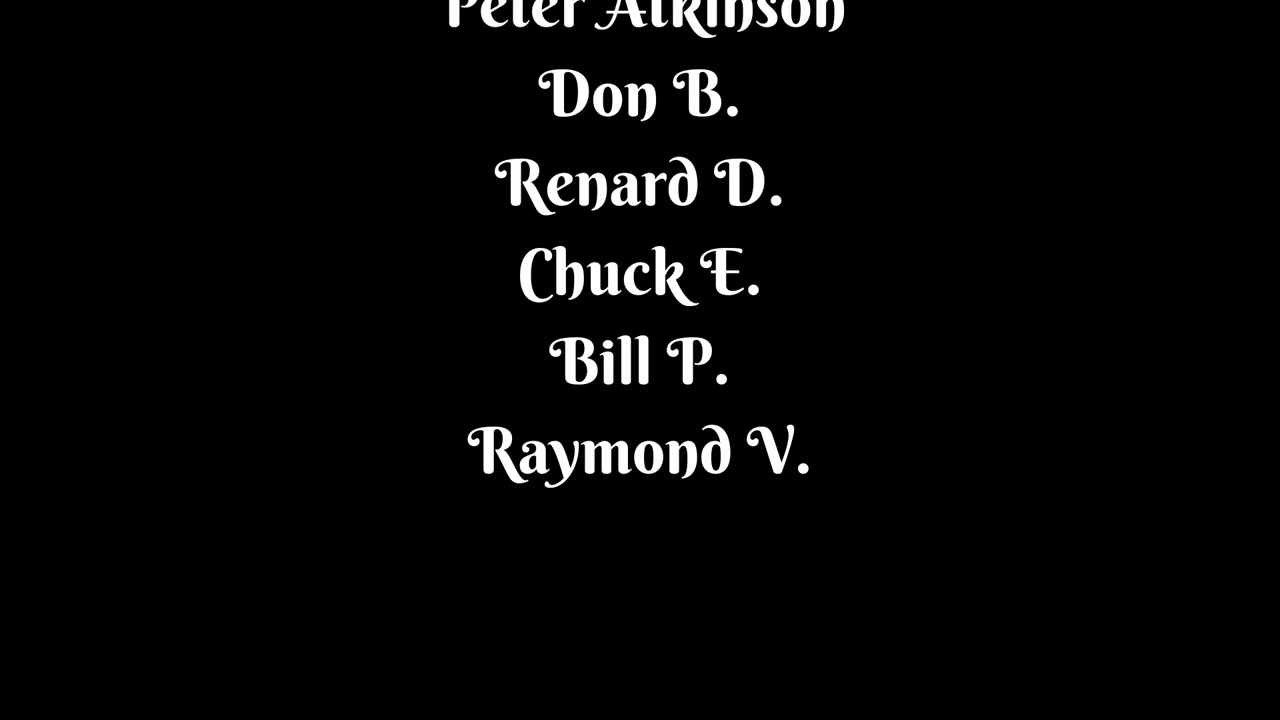 Peter Atkinson
Don B.
Renard D.
Chuck E.
Bill P.
Raymond V.